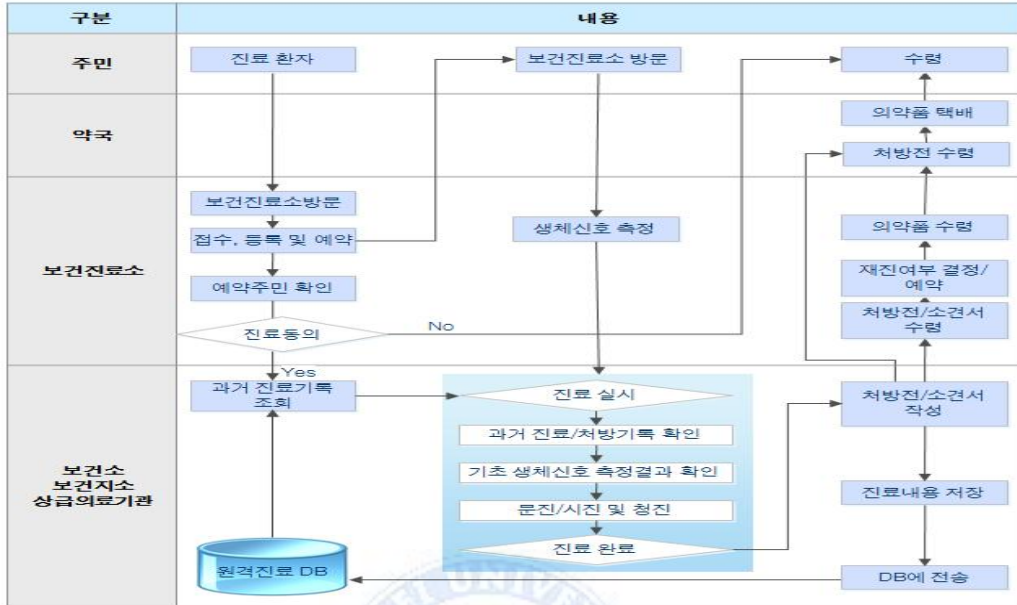 구분
내용
주민
진료 환자
보건진료소 방문
수령
약국
의약품 택배
처방전 수령
보건진료소
보건진료소방문
접수, 등록 및 예약
생체신호 측정
의약품 수령
예약주민 확인
재진여부 결정/
예약
진료동의
No
처방전/소견서
수령
Yes
보건소
보건지소
상급의료기관
과거 진료기록
조회
진료 실시
처방전/소견서
작성
과거 진료/처방기록 확인
기초 생체신호 측정결과 확인
진료내용 저장
문진/시진 및 청진
진료 완료
원격진료 DB
DB에 전송